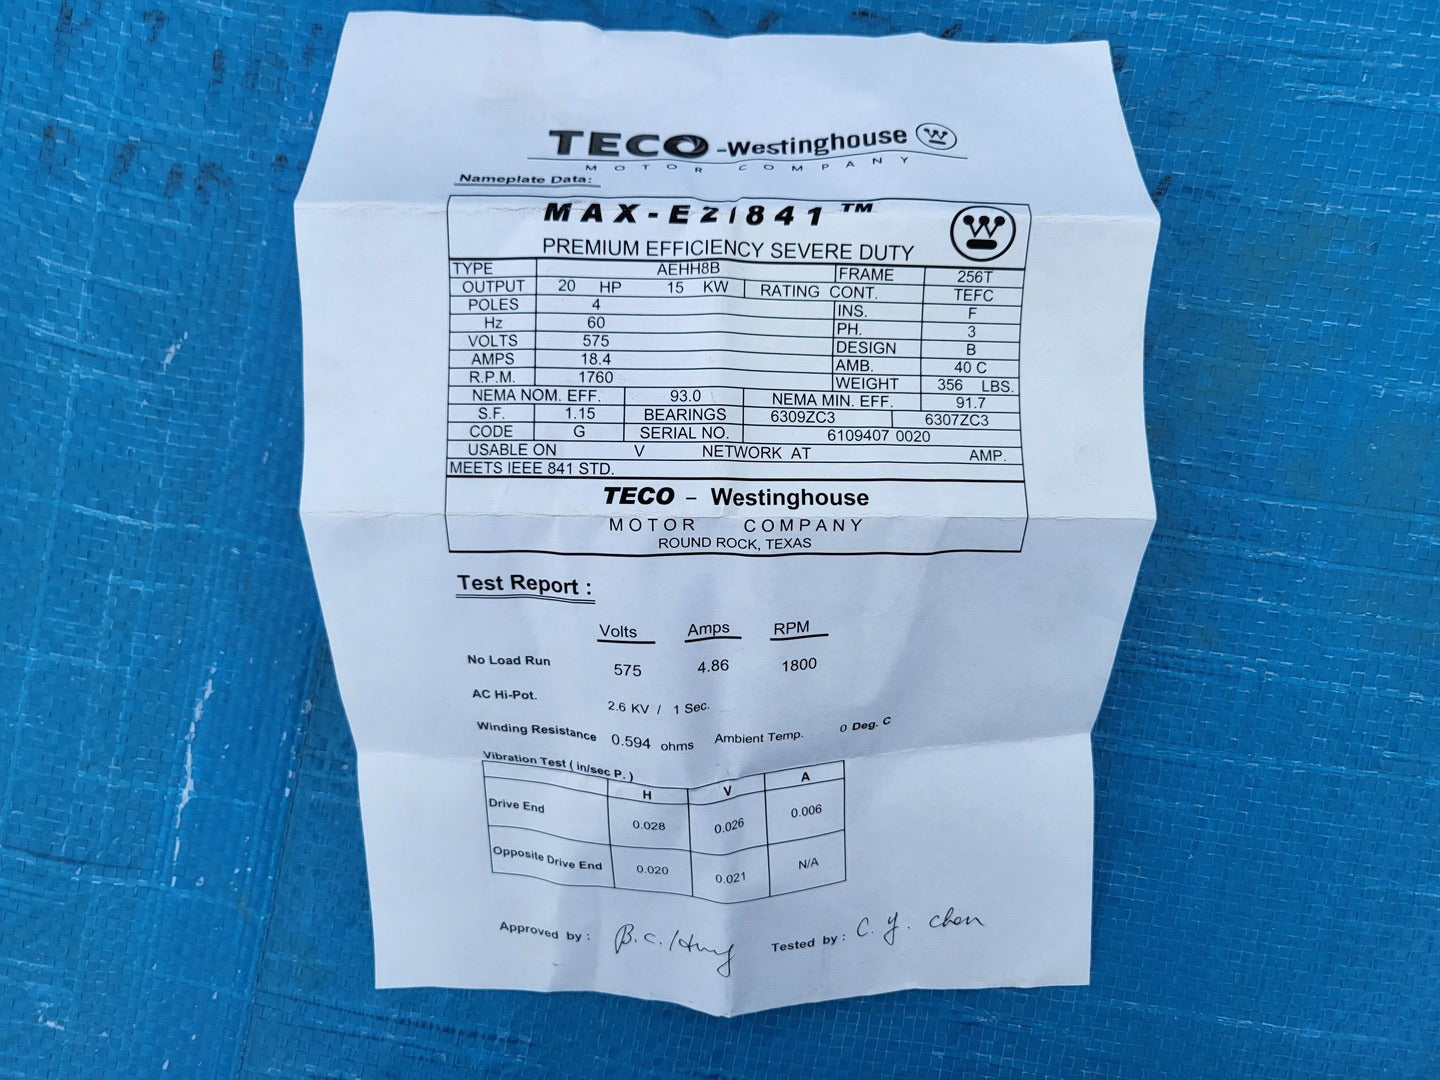 TECO-Westinghouse
MOTOR COMPANY
Nameplate Data:
MAX-E2/841™
PREMIUM EFFICIENCY SEVERE DUTY
TYPE AEHH8B FRAME 256T
OUTPUT 20 HP 15 KW RATING CONT. TEFC
POLES 4 INS. F
Hz 60 PH. 3
VOLTS 575 DESIGN B
AMPS 18.4 AMB. 40 C
R.P.M. 1760 WEIGHT 356 LBS.
NEMA NOM. EFF. 93.0 NEMA MIN. EFF. 91.7
S.F. 1.15 BEARINGS 6309ZC3 6307ZC3
CODE G SERIAL NO. 6109407 0020
USABLE ON V NETWORK AT AMP.
MEETS IEEE 841 STD.
TECO - Westinghouse
MOTOR COMPANY
ROUND ROCK, TEXAS
Test Report :
Volts Amps RPM
No Load Run 575 4.86 1800
AC Hi-Pot. 2.6 KV / 1 Sec.
Winding Resistance 0.594 ohms Ambient Temp. 0 Deg. C
Vibration Test ( in/sec P. )
H V A
Drive End 0.028 0.026 0.006
Opposite Drive End 0.020 0.021 N/A
Approved by : B.C. Tested by : C. Y. Chen